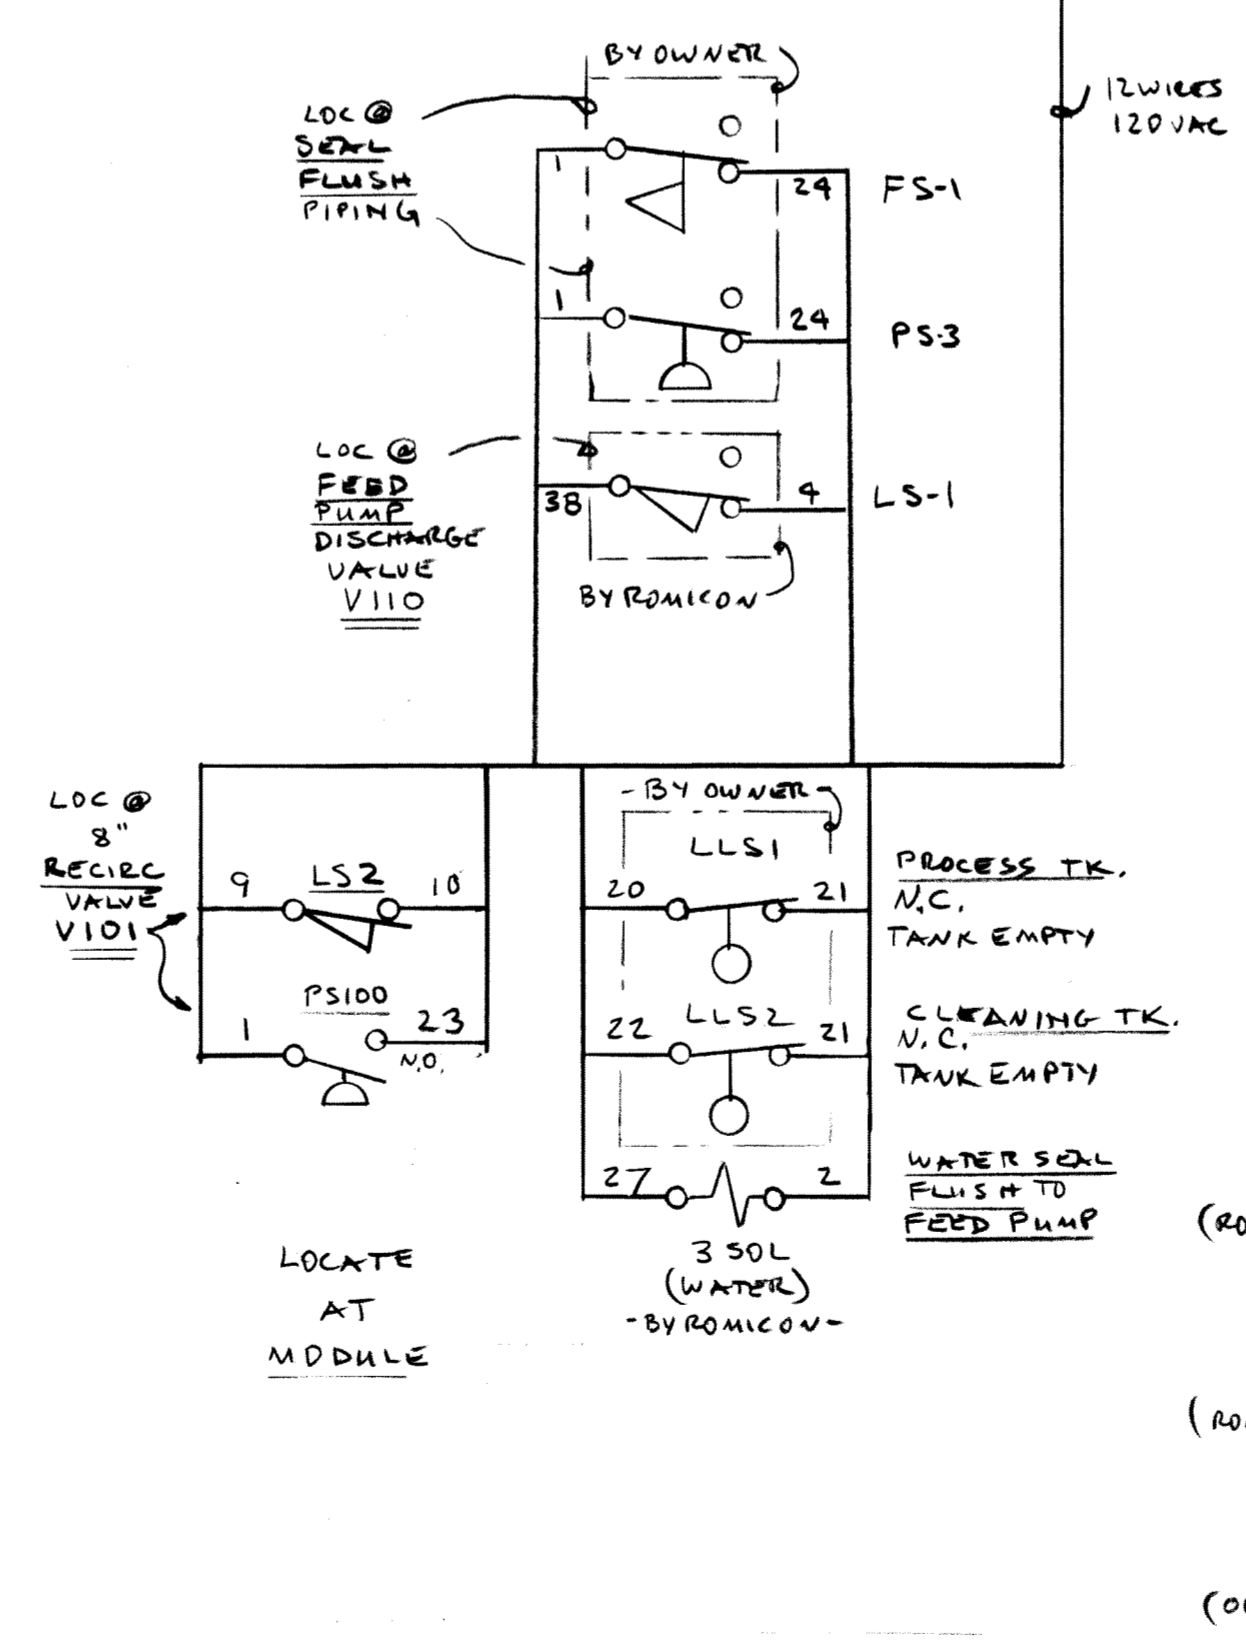 BY OWNER
12 WIRES
120 VAC
LOC @
SEAL
FLUSH
PIPING
1
24
FS-1
1
24
PS-3
LOC @
FEED
PUMP
DISCHARGE
VALVE
V110
38
4
LS-1
BY ROMICON
LOC @
8"
RECIRC
VALVE
V101
9
LS2
10
PS100
1
23
N.O.
- BY OWNER -
LLS1
20
21
PROCESS TK.
N.C.
TANK EMPTY
LLS2
22
21
CLEANING TK.
N.C.
TANK EMPTY
27
2
WATER SEAL
FLUSH TO
FEED PUMP
3 SOL
(WATER)
- BY ROMICON -
LOCATE
AT
MODULE
(RO
(RO